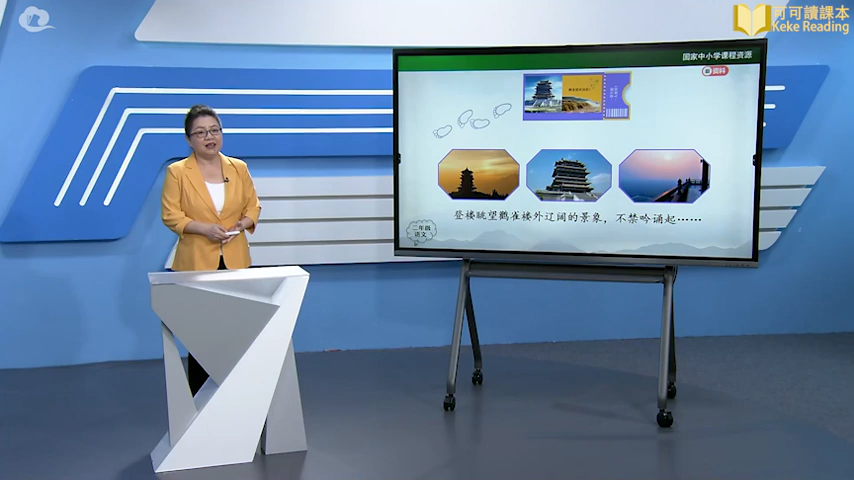 可可讀課本
Keke Reading
国家中小学课程资源
资料
登楼眺望鹳雀楼外辽阔的景象，不禁吟诵起……
二年级
语文